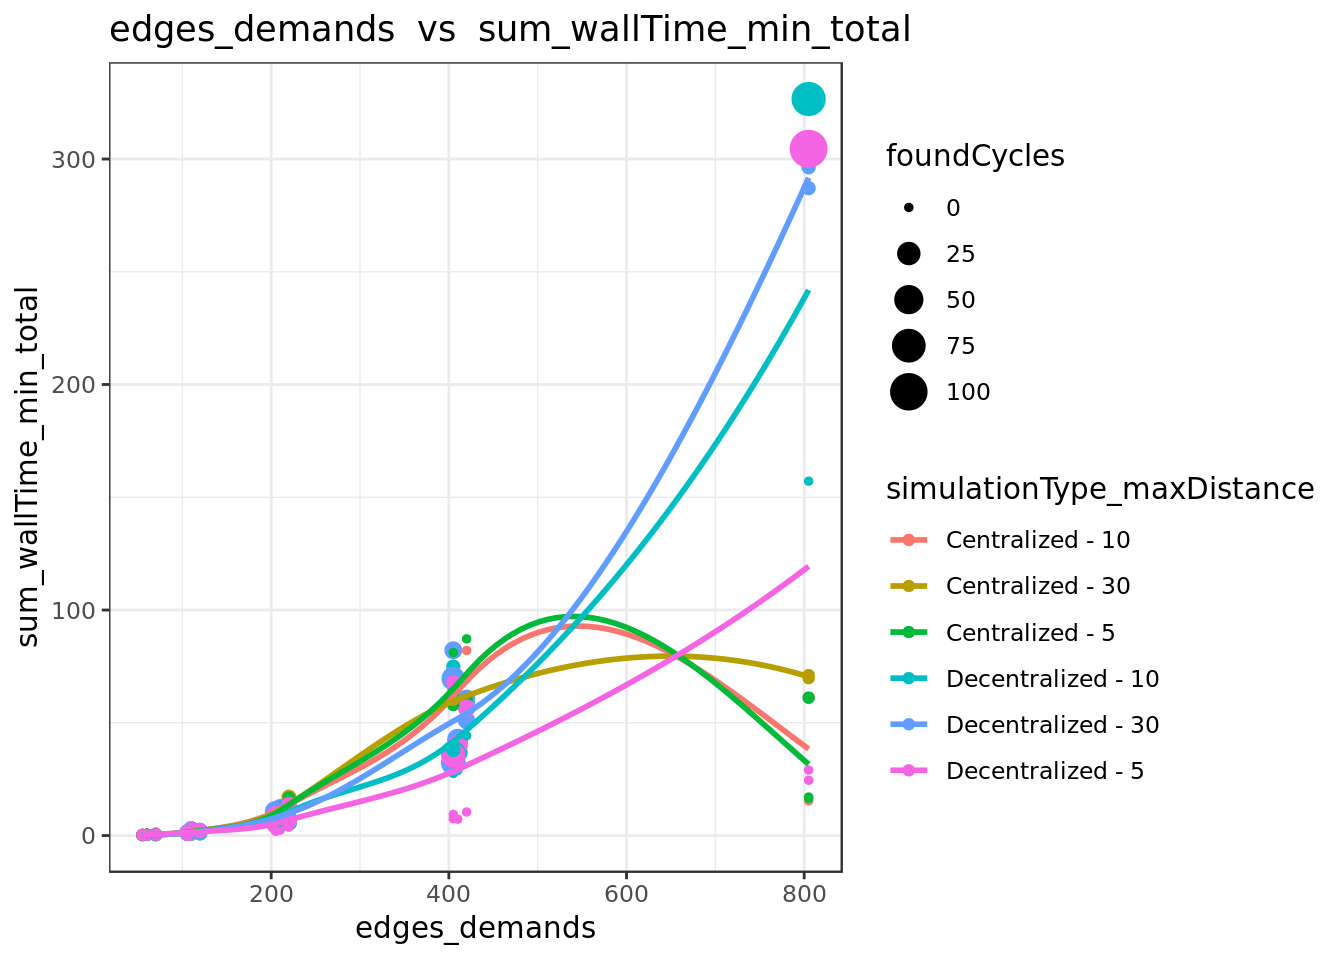 edges_demands  vs  sum_wallTime_min_total
sum_wallTime_min_total
300
200
100
0
200
400
600
800
edges_demands
foundCycles
0
25
50
75
100
simulationType_maxDistance
Centralized - 10
Centralized - 30
Centralized - 5
Decentralized - 10
Decentralized - 30
Decentralized - 5